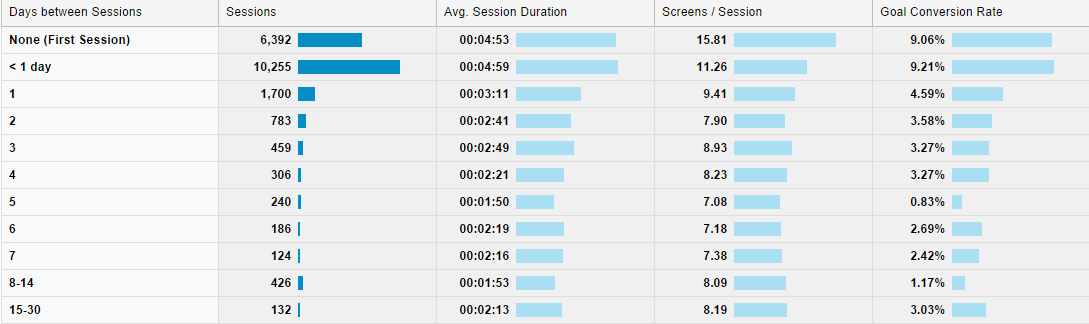 Days between Sessions Sessions Avg. Session Duration Screens / Session Goal Conversion Rate
None (First Session) 6,392 00:04:53 15.81 9.06%
< 1 day 10,255 00:04:59 11.26 9.21%
1 1,700 00:03:11 9.41 4.59%
2 783 00:02:41 7.90 3.58%
3 459 00:02:49 8.93 3.27%
4 306 00:02:21 8.23 3.27%
5 240 00:01:50 7.08 0.83%
6 186 00:02:19 7.18 2.69%
7 124 00:02:16 7.38 2.42%
8-14 426 00:01:53 8.09 1.17%
15-30 132 00:02:13 8.19 3.03%